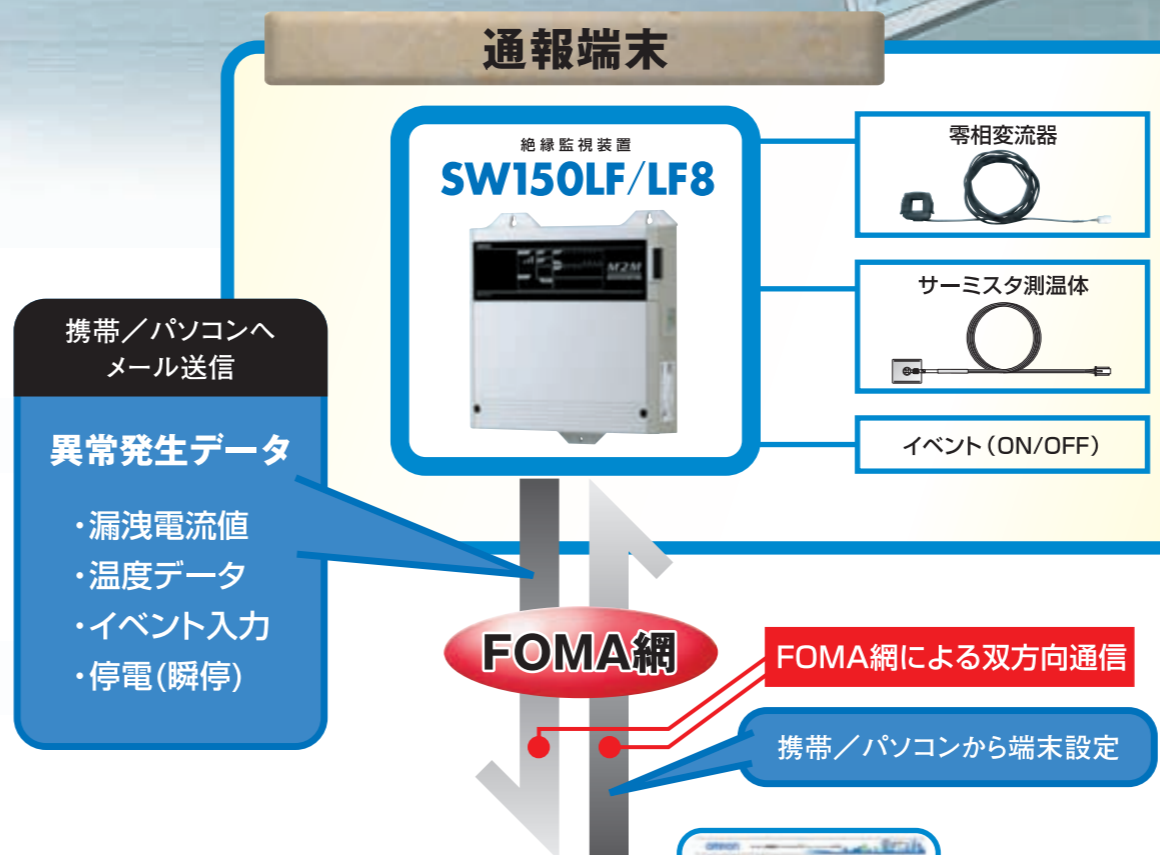 通報端末
絶縁監視装置
SW150LF/LF8
M2M
零相変流器
サーミスタ測温体
イベント(ON/OFF)
携帯／パソコンへ
メール送信
異常発生データ
・漏洩電流値
・温度データ
・イベント入力
・停電(瞬停)
FOMA網
FOMA網による双方向通信
携帯／パソコンから端末設定
omron